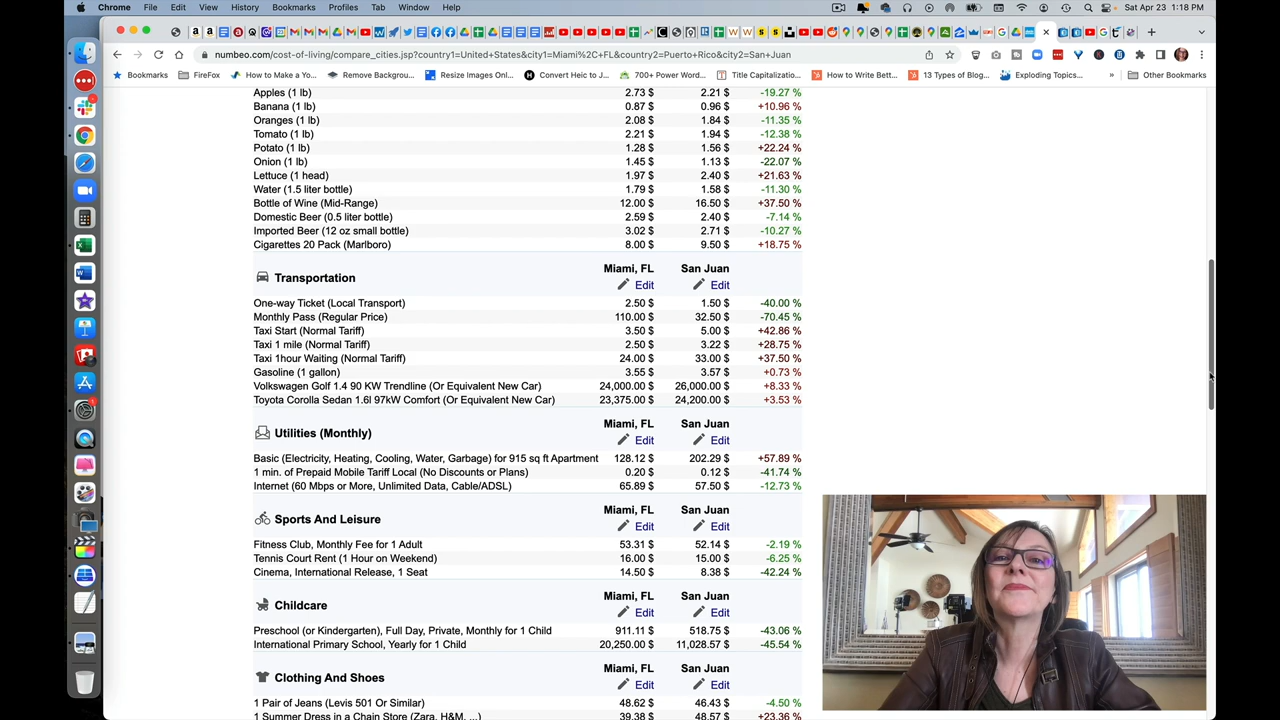 Chrome File Edit View History Bookmarks Profiles Tab Window Help Sat Apr 23 1:18 PM
numbeo.com/cost-of-living/compare_cities.jsp?country1=United+States&city1=Miami%2C+FL&country2=Puerto+Rico&city2=San+Juan
Bookmarks FireFox How to Make a Yo... Remove Backgrou... Resize Images Onl... Convert Heic to J... 700+ Power Word... Title Capitalizatio... How to Write Bett... 13 Types of Blog... Exploding Topics... » Other Bookmarks
Apples (1 lb) 2.73 $ 2.21 $ -19.27 %
Banana (1 lb) 0.87 $ 0.96 $ +10.96 %
Oranges (1 lb) 2.08 $ 1.84 $ -11.35 %
Tomato (1 lb) 2.21 $ 1.94 $ -12.38 %
Potato (1 lb) 1.28 $ 1.56 $ +22.24 %
Onion (1 lb) 1.45 $ 1.13 $ -22.07 %
Lettuce (1 head) 1.97 $ 2.40 $ +21.63 %
Water (1.5 liter bottle) 1.79 $ 1.58 $ -11.30 %
Bottle of Wine (Mid-Range) 12.00 $ 16.50 $ +37.50 %
Domestic Beer (0.5 liter bottle) 2.59 $ 2.40 $ -7.14 %
Imported Beer (12 oz small bottle) 3.02 $ 2.71 $ -10.27 %
Cigarettes 20 Pack (Marlboro) 8.00 $ 9.50 $ +18.75 %
Transportation Miami, FL San Juan
Edit Edit
One-way Ticket (Local Transport) 2.50 $ 1.50 $ -40.00 %
Monthly Pass (Regular Price) 110.00 $ 32.50 $ -70.45 %
Taxi Start (Normal Tariff) 3.50 $ 5.00 $ +42.86 %
Taxi 1 mile (Normal Tariff) 2.50 $ 3.22 $ +28.75 %
Taxi 1hour Waiting (Normal Tariff) 24.00 $ 33.00 $ +37.50 %
Gasoline (1 gallon) 3.55 $ 3.57 $ +0.73 %
Volkswagen Golf 1.4 90 KW Trendline (Or Equivalent New Car) 24,000.00 $ 26,000.00 $ +8.33 %
Toyota Corolla Sedan 1.6l 97kW Comfort (Or Equivalent New Car) 23,375.00 $ 24,200.00 $ +3.53 %
Utilities (Monthly) Miami, FL San Juan
Edit Edit
Basic (Electricity, Heating, Cooling, Water, Garbage) for 915 sq ft Apartment 128.12 $ 202.29 $ +57.89 %
1 min. of Prepaid Mobile Tariff Local (No Discounts or Plans) 0.20 $ 0.12 $ -41.74 %
Internet (60 Mbps or More, Unlimited Data, Cable/ADSL) 65.89 $ 57.50 $ -12.73 %
Sports And Leisure Miami, FL San Juan
Edit Edit
Fitness Club, Monthly Fee for 1 Adult 53.31 $ 52.14 $ -2.19 %
Tennis Court Rent (1 Hour on Weekend) 16.00 $ 15.00 $ -6.25 %
Cinema, International Release, 1 Seat 14.50 $ 8.38 $ -42.24 %
Childcare Miami, FL San Juan
Edit Edit
Preschool (or Kindergarten), Full Day, Private, Monthly for 1 Child 911.11 $ 518.75 $ -43.06 %
International Primary School, Yearly for 1 Child 20,250.00 $ 11,028.57 $ -45.54 %
Clothing And Shoes Miami, FL San Juan
Edit Edit
1 Pair of Jeans (Levis 501 Or Similar) 48.62 $ 46.43 $ -4.50 %
1 Summer Dress in a Chain Store (Zara, H&M, ...) 39.38 $ 48.57 $ +23.36 %